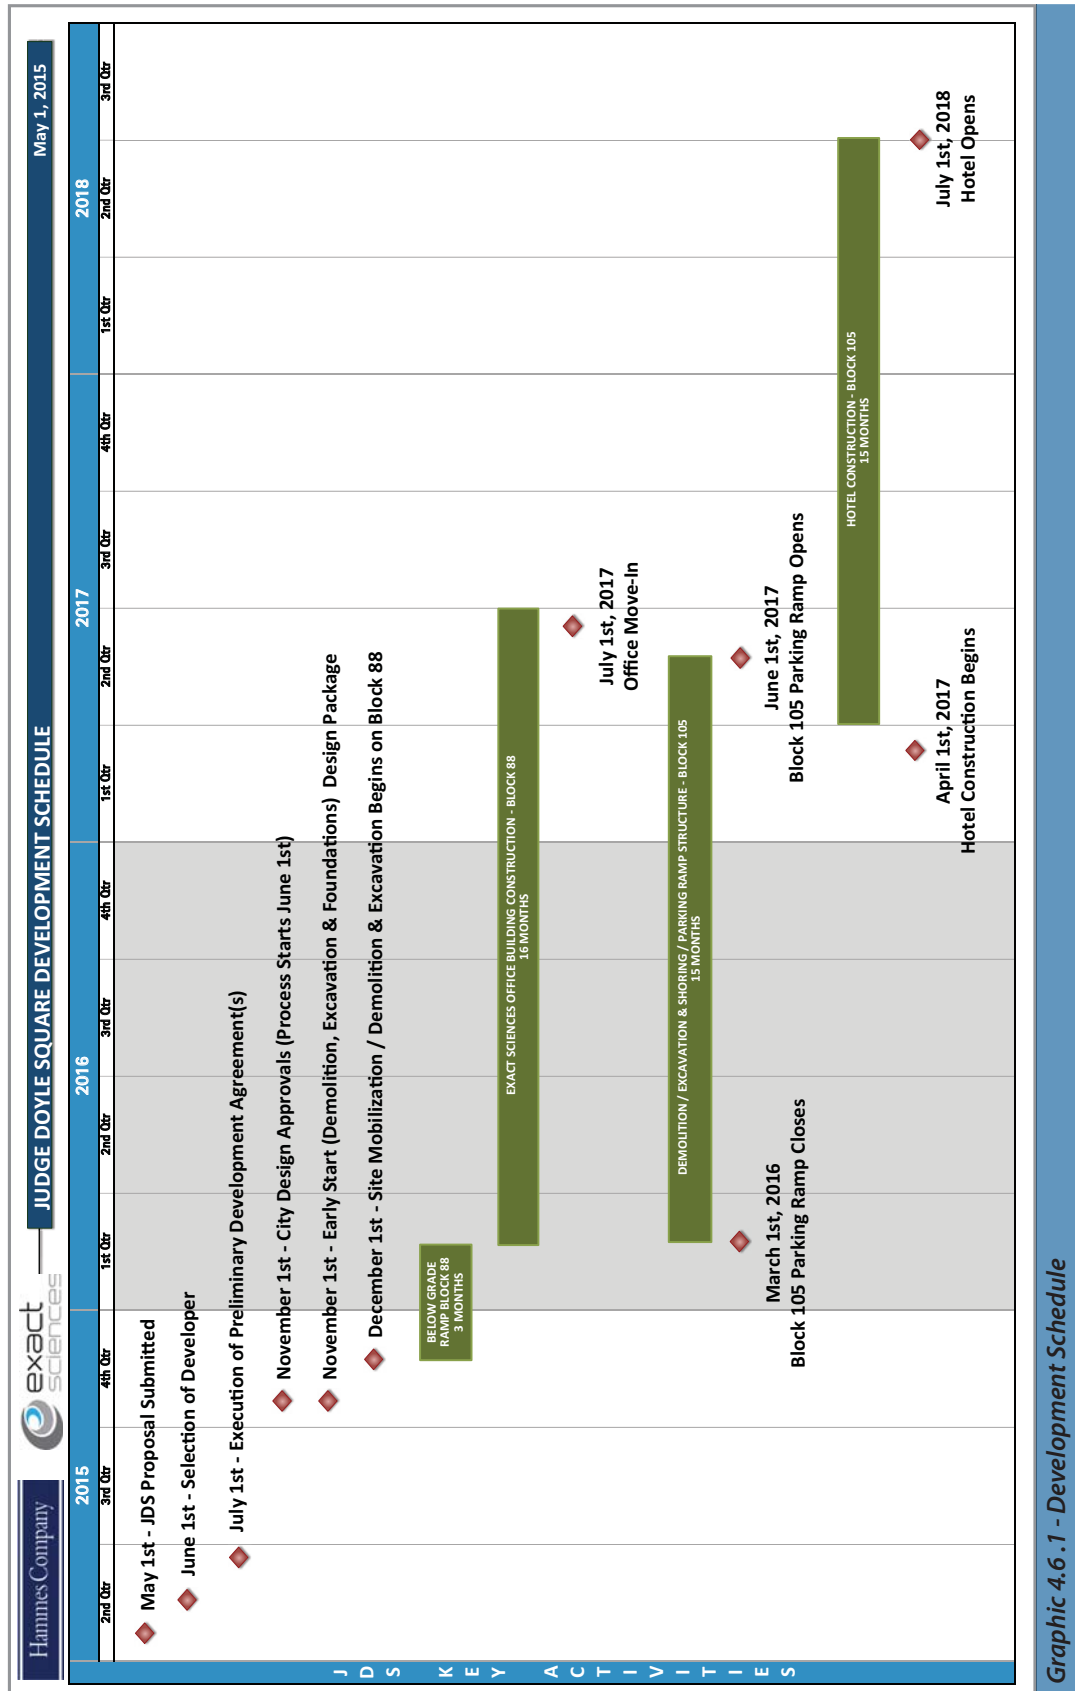 Hammes Company
exact
sciences
JUDGE DOYLE SQUARE DEVELOPMENT SCHEDULE
May 1, 2015
2015
2016
2017
2018
2nd Qtr
3rd Qtr
4th Qtr
1st Qtr
2nd Qtr
3rd Qtr
4th Qtr
1st Qtr
2nd Qtr
3rd Qtr
4th Qtr
1st Qtr
2nd Qtr
3rd Qtr
JDS KEY ACTIVITIES
May 1st - JDS Proposal Submitted
June 1st - Selection of Developer
July 1st - Execution of Preliminary Development Agreement(s)
November 1st - City Design Approvals (Process Starts June 1st)
November 1st - Early Start (Demolition, Excavation & Foundations) Design Package
December 1st - Site Mobilization / Demolition & Excavation Begins on Block 88
BELOW GRADE
RAMP BLOCK 88
3 MONTHS
EXACT SCIENCES OFFICE BUILDING CONSTRUCTION - BLOCK 88
16 MONTHS
July 1st, 2017
Office Move-In
DEMOLITION / EXCAVATION & SHORING / PARKING RAMP STRUCTURE - BLOCK 105
15 MONTHS
March 1st, 2016
Block 105 Parking Ramp Closes
June 1st, 2017
Block 105 Parking Ramp Opens
HOTEL CONSTRUCTION - BLOCK 105
15 MONTHS
April 1st, 2017
Hotel Construction Begins
July 1st, 2018
Hotel Opens
Graphic 4.6.1 - Development Schedule